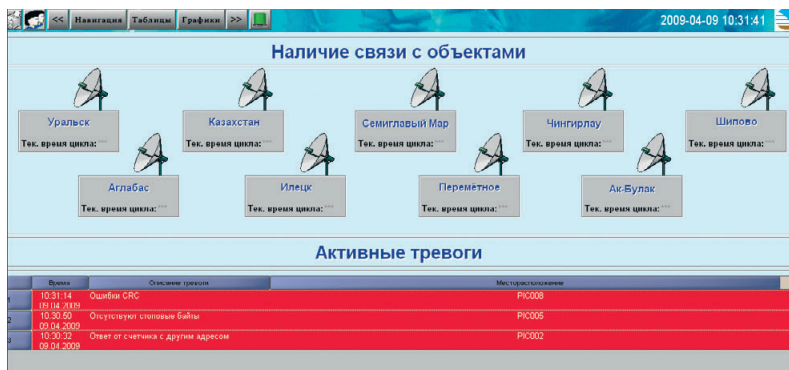 << Навигация Таблицы Графики >> 2009-04-09 10:31:41
Наличие связи с объектами
Уральск Казахстан Семиглавый Мар Чингирлау Шипово
Тек. время цикла: *** Тек. время цикла: *** Тек. время цикла: *** Тек. время цикла: *** Тек. время цикла: ***
Аглабас Илецк Перемётное Ак-Булак
Тек. время цикла: *** Тек. время цикла: *** Тек. время цикла: *** Тек. время цикла: ***
Активные тревоги
Время Описание тревоги Месторасположение
1 10:31:14 Ошибки CRC PIC008
09.04.2009
2 10:30:50 Отсутствуют стоповые байты PIC005
09.04.2009
3 10:30:32 Ответ от счетчика с другим адресом PIC002
09.04.2009